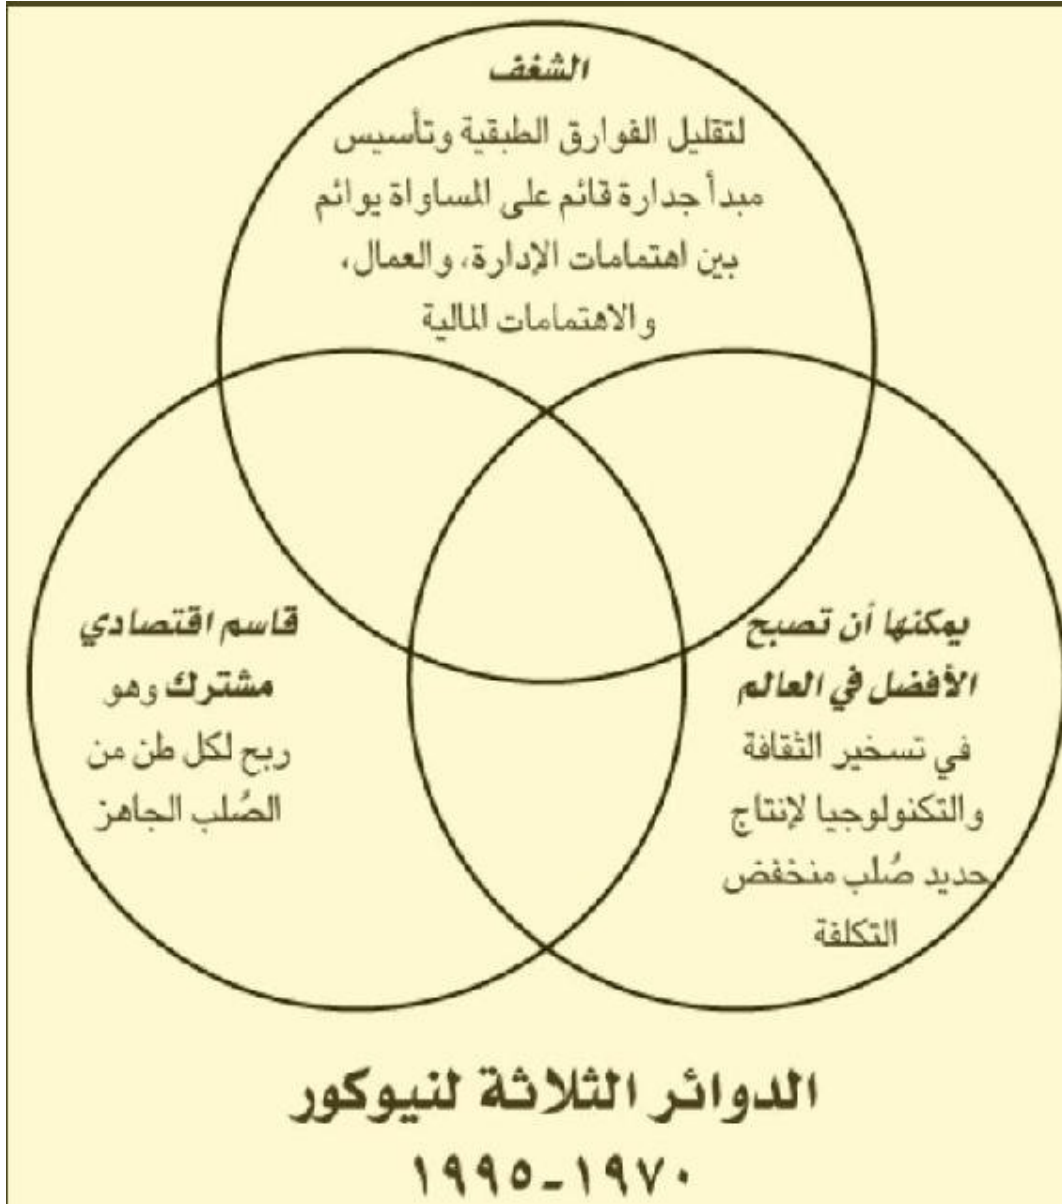 الشغف
لتقليل الفوارق الطبقية وتأسيس
مبدأ جدارة قائم على المساواة يوائم
بين اهتمامات الإدارة، والعمال،
والاهتمامات المالية
يمكنها أن تصبح
الأفضل في العالم
في تسخير الثقافة
والتكنولوجيا لإنتاج
حديد صُلب منخفض
التكلفة
قاسم اقتصادي
مشترك وهو
ربح لكل طن من
الصُلب الجاهز
الدوائر الثلاثة لنيوكور
١٩٧٠-١٩٩٥